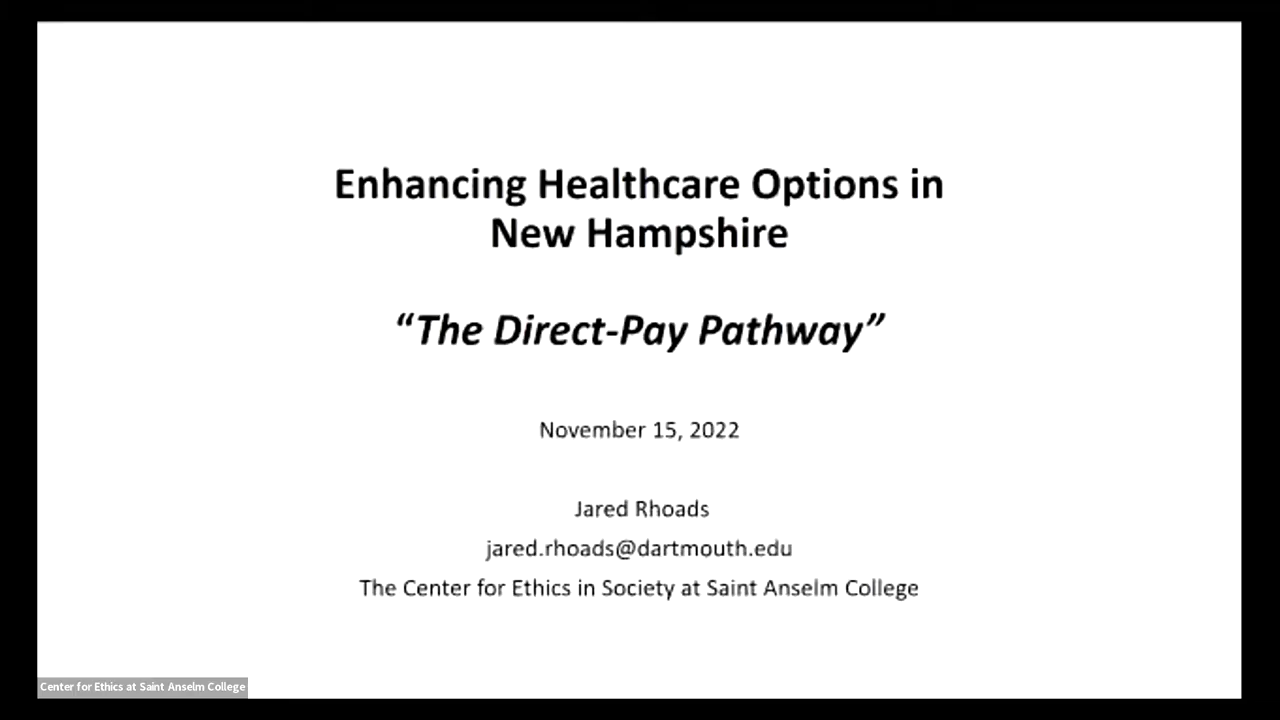 Enhancing Healthcare Options in
New Hampshire
“The Direct-Pay Pathway”
November 15, 2022
Jared Rhoads
jared.rhoads@dartmouth.edu
The Center for Ethics in Society at Saint Anselm College
Center for Ethics at Saint Anselm College